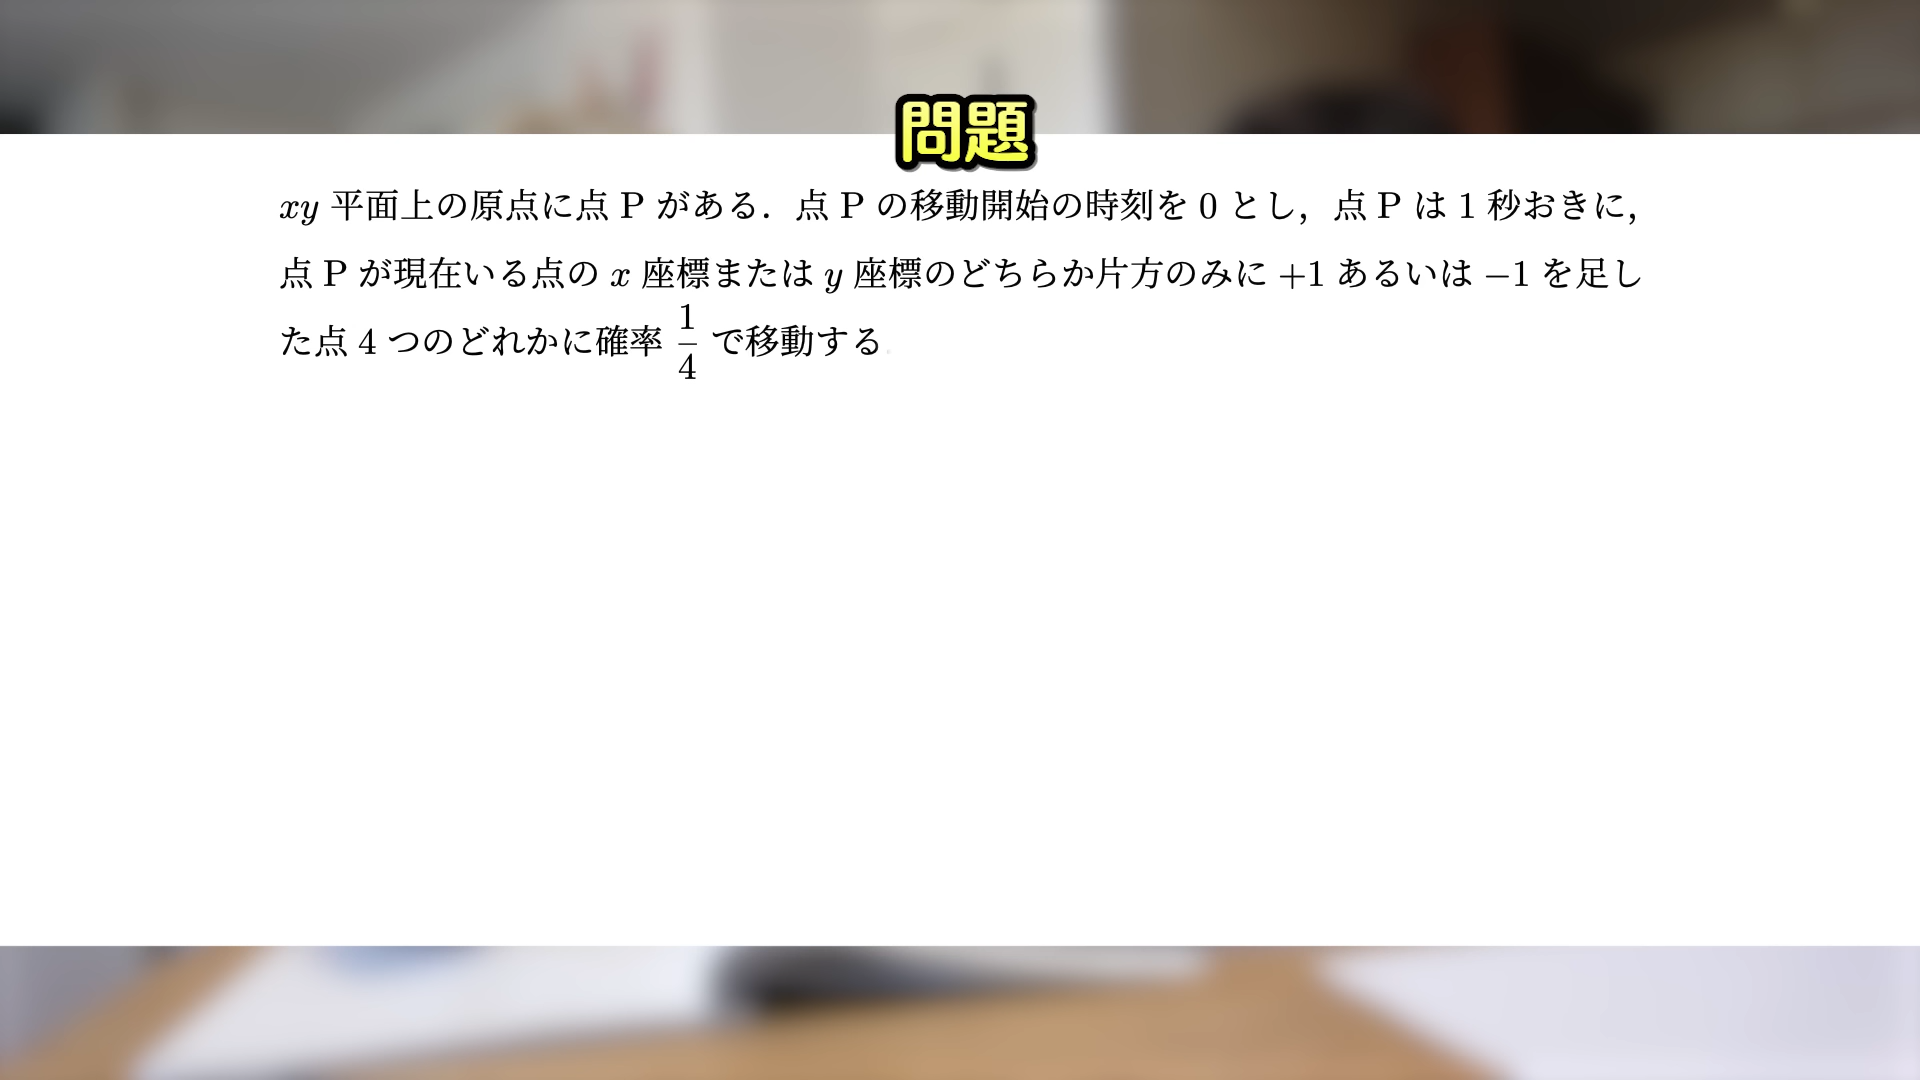 問題
xy 平面上の原点に点 P がある．点 P の移動開始の時刻を 0 とし，点 P は 1 秒おきに，
点 P が現在いる点の x 座標または y 座標のどちらか片方のみに +1 あるいは −1 を足し
た点 4 つのどれかに確率 1/4 で移動する